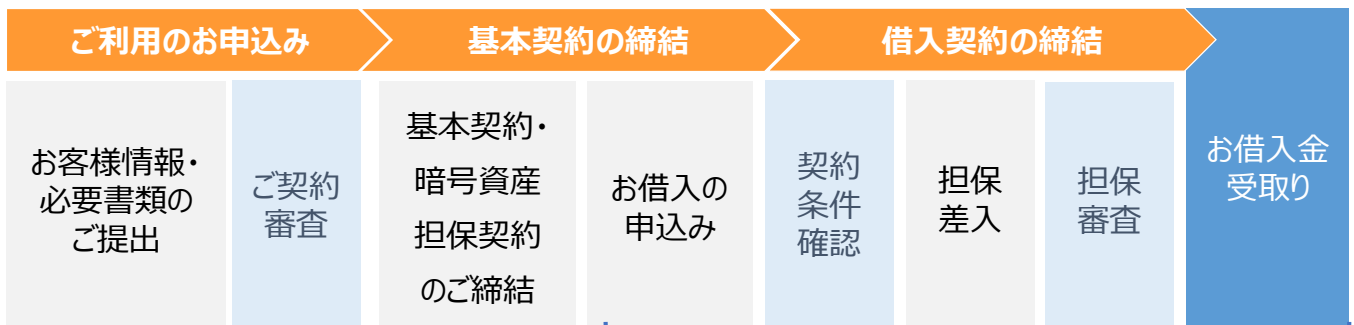 ご利用のお申込み
基本契約の締結
借入契約の締結
お客様情報・
必要書類の
ご提出
ご契約
審査
基本契約・
暗号資産
担保契約
のご締結
お借入の
申込み
契約
条件
確認
担保
差入
担保
審査
お借入金
受取り